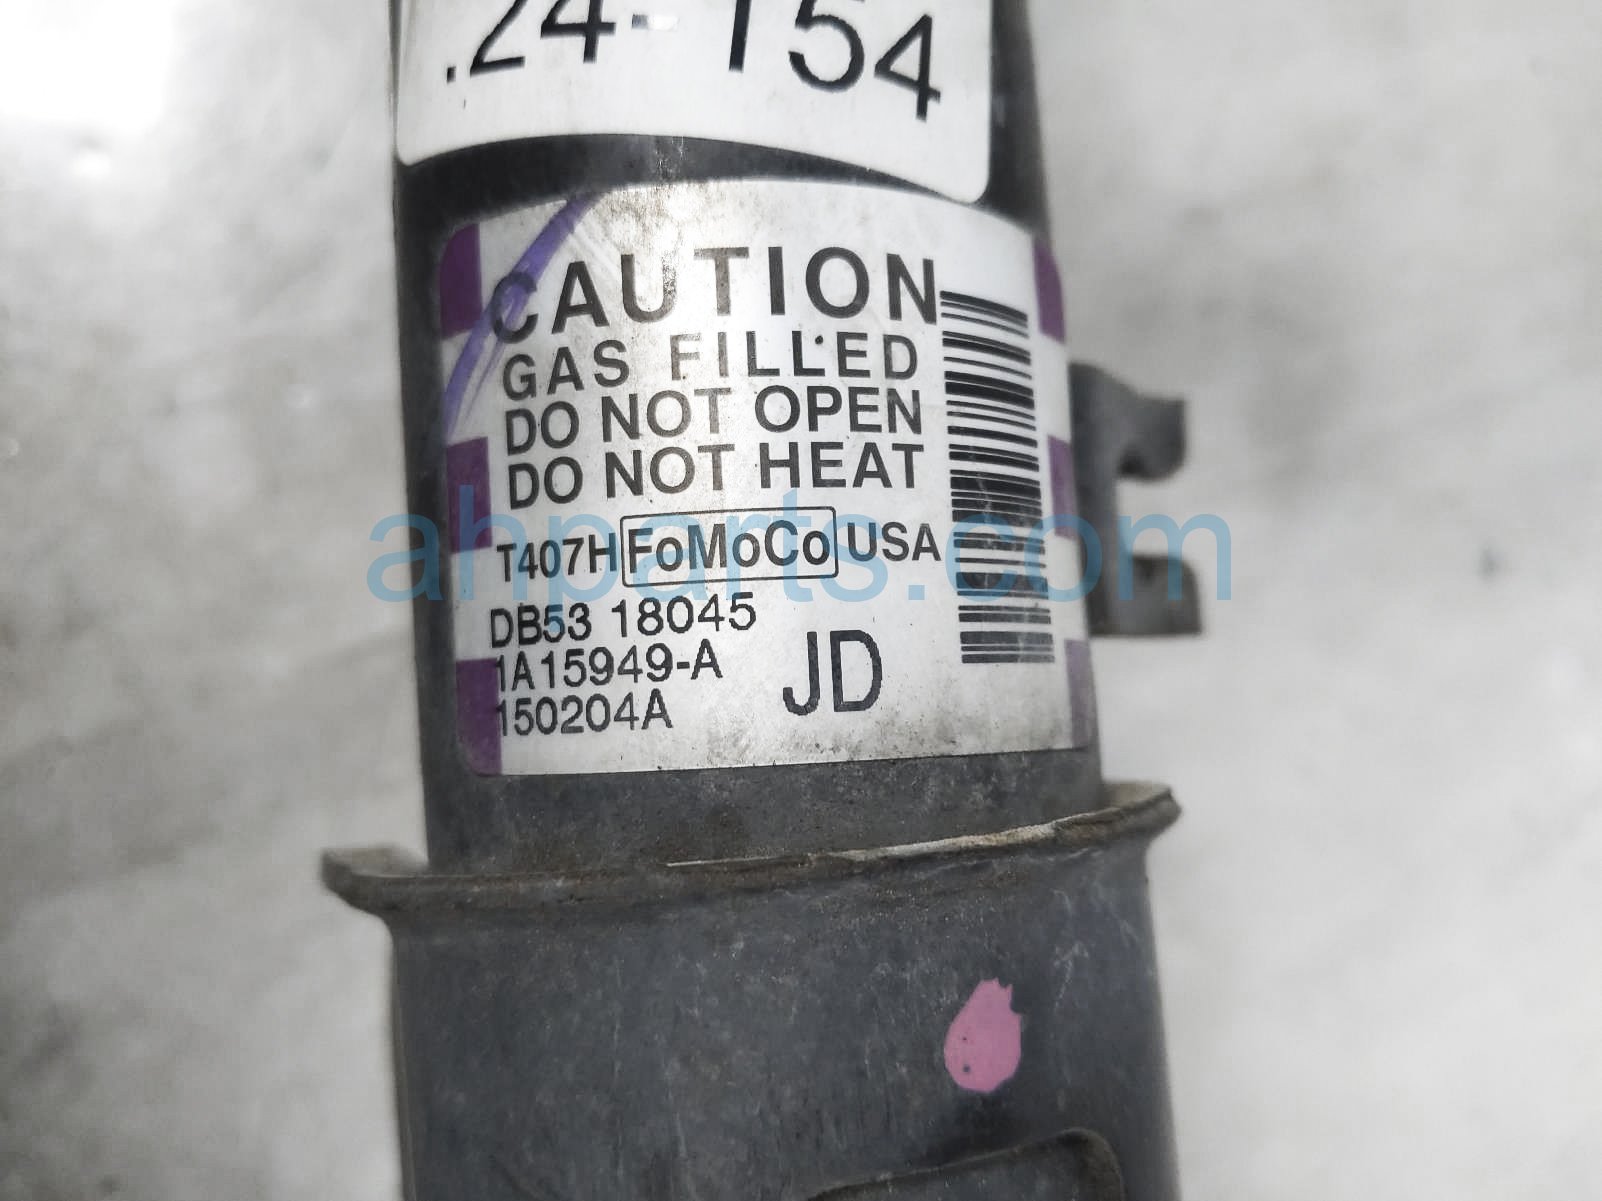 .24-154
CAUTION
GAS FILLED
DO NOT OPEN
DO NOT HEAT
T407H FoMoCo USA
DB53 18045
1A15949-A
150204A
JD
ahparts.com